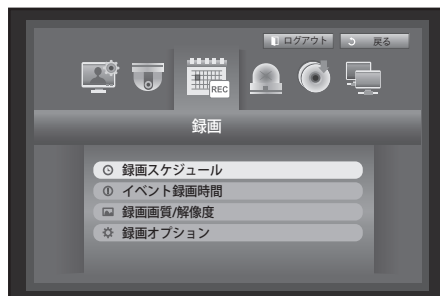 ログアウト 戻る
REC
録画
録画スケジュール
イベント録画時間
録画画質/解像度
録画オプション